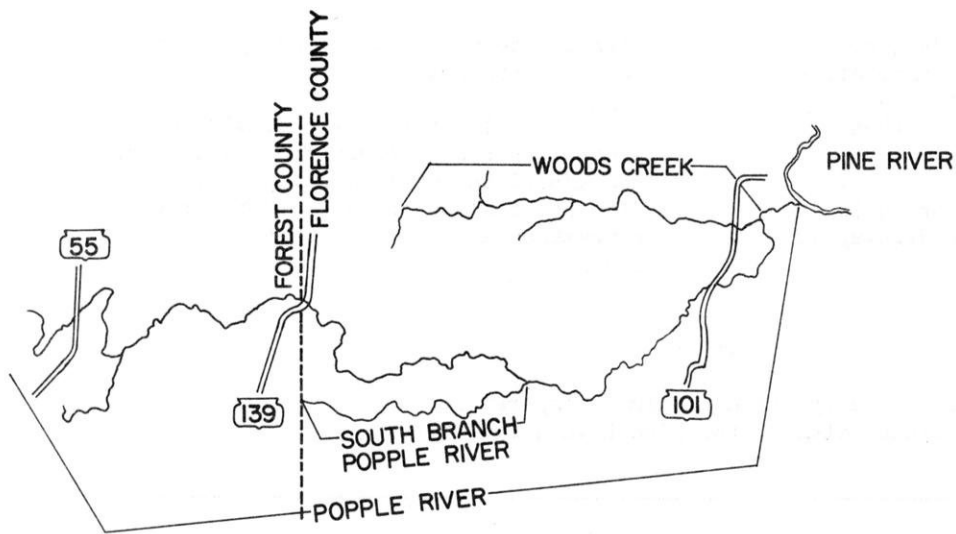 FOREST COUNTY
FLORENCE COUNTY
WOODS CREEK
PINE RIVER
55
139
101
SOUTH BRANCH
POPPLE RIVER
POPPLE RIVER